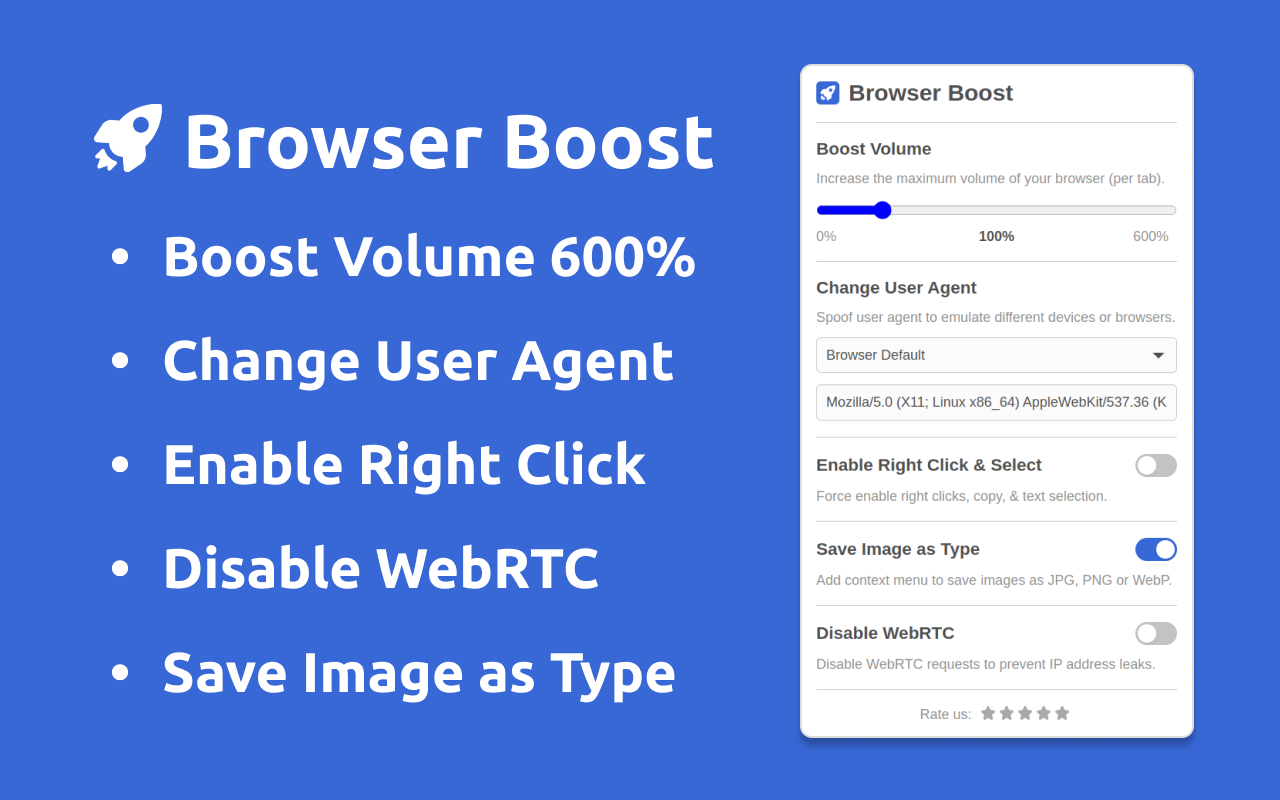 Browser Boost
• Boost Volume 600%
• Change User Agent
• Enable Right Click
• Disable WebRTC
• Save Image as Type
Browser Boost
Boost Volume
Increase the maximum volume of your browser (per tab).
0% 100% 600%
Change User Agent
Spoof user agent to emulate different devices or browsers.
Browser Default
Mozilla/5.0 (X11; Linux x86_64) AppleWebKit/537.36 (K
Enable Right Click & Select
Force enable right clicks, copy, & text selection.
Save Image as Type
Add context menu to save images as JPG, PNG or WebP.
Disable WebRTC
Disable WebRTC requests to prevent IP address leaks.
Rate us: